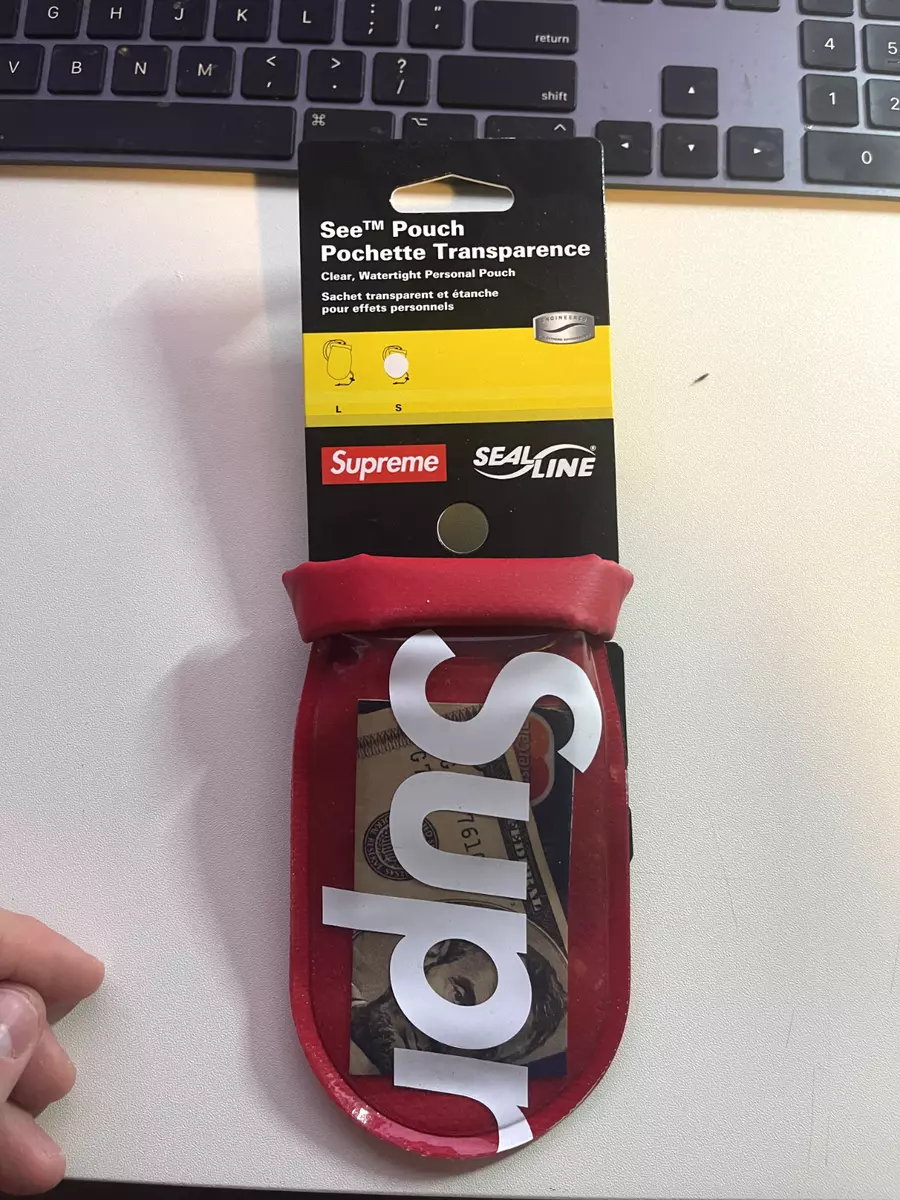 G H J K L : ; " '
return
V B N M < , > . ? /
shift
⌘ ⌥ ^
4 5
1 2
0
See™ Pouch
Pochette Transparence
Clear, Watertight Personal Pouch
Sachet transparent et étanche
pour effets personnels
L S
Supreme SEAL LINE®
Supr